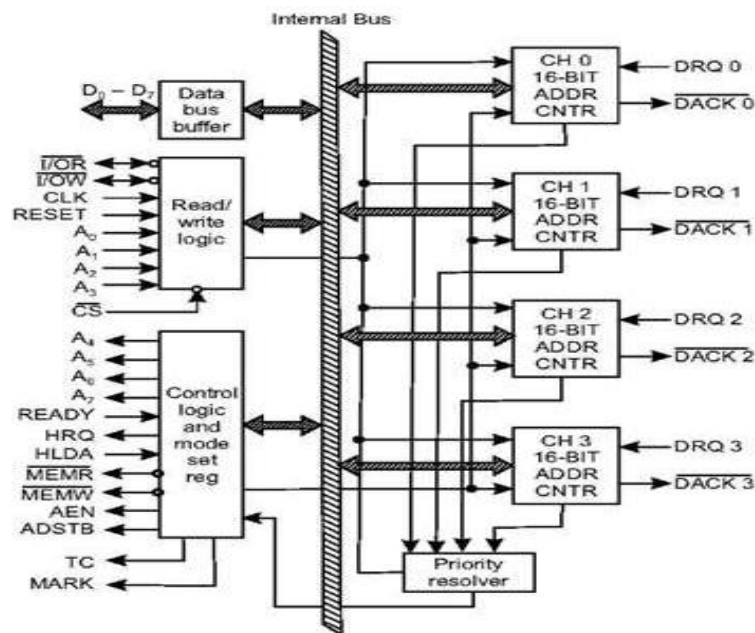 Internal Bus
D0 – D7
Data
bus
buffer
I/OR
I/OW
CLK
RESET
A0
A1
A2
A3
CS
Read/
write
logic
A4
A5
A6
A7
READY
HRQ
HLDA
MEMR
MEMW
AEN
ADSTB
TC
MARK
Control
logic
and
mode
set
reg
CH 0
16-BIT
ADDR
CNTR
DRQ 0
DACK 0
CH 1
16-BIT
ADDR
CNTR
DRQ 1
DACK 1
CH 2
16-BIT
ADDR
CNTR
DRQ 2
DACK 2
CH 3
16-BIT
ADDR
CNTR
DRQ 3
DACK 3
Priority
resolver